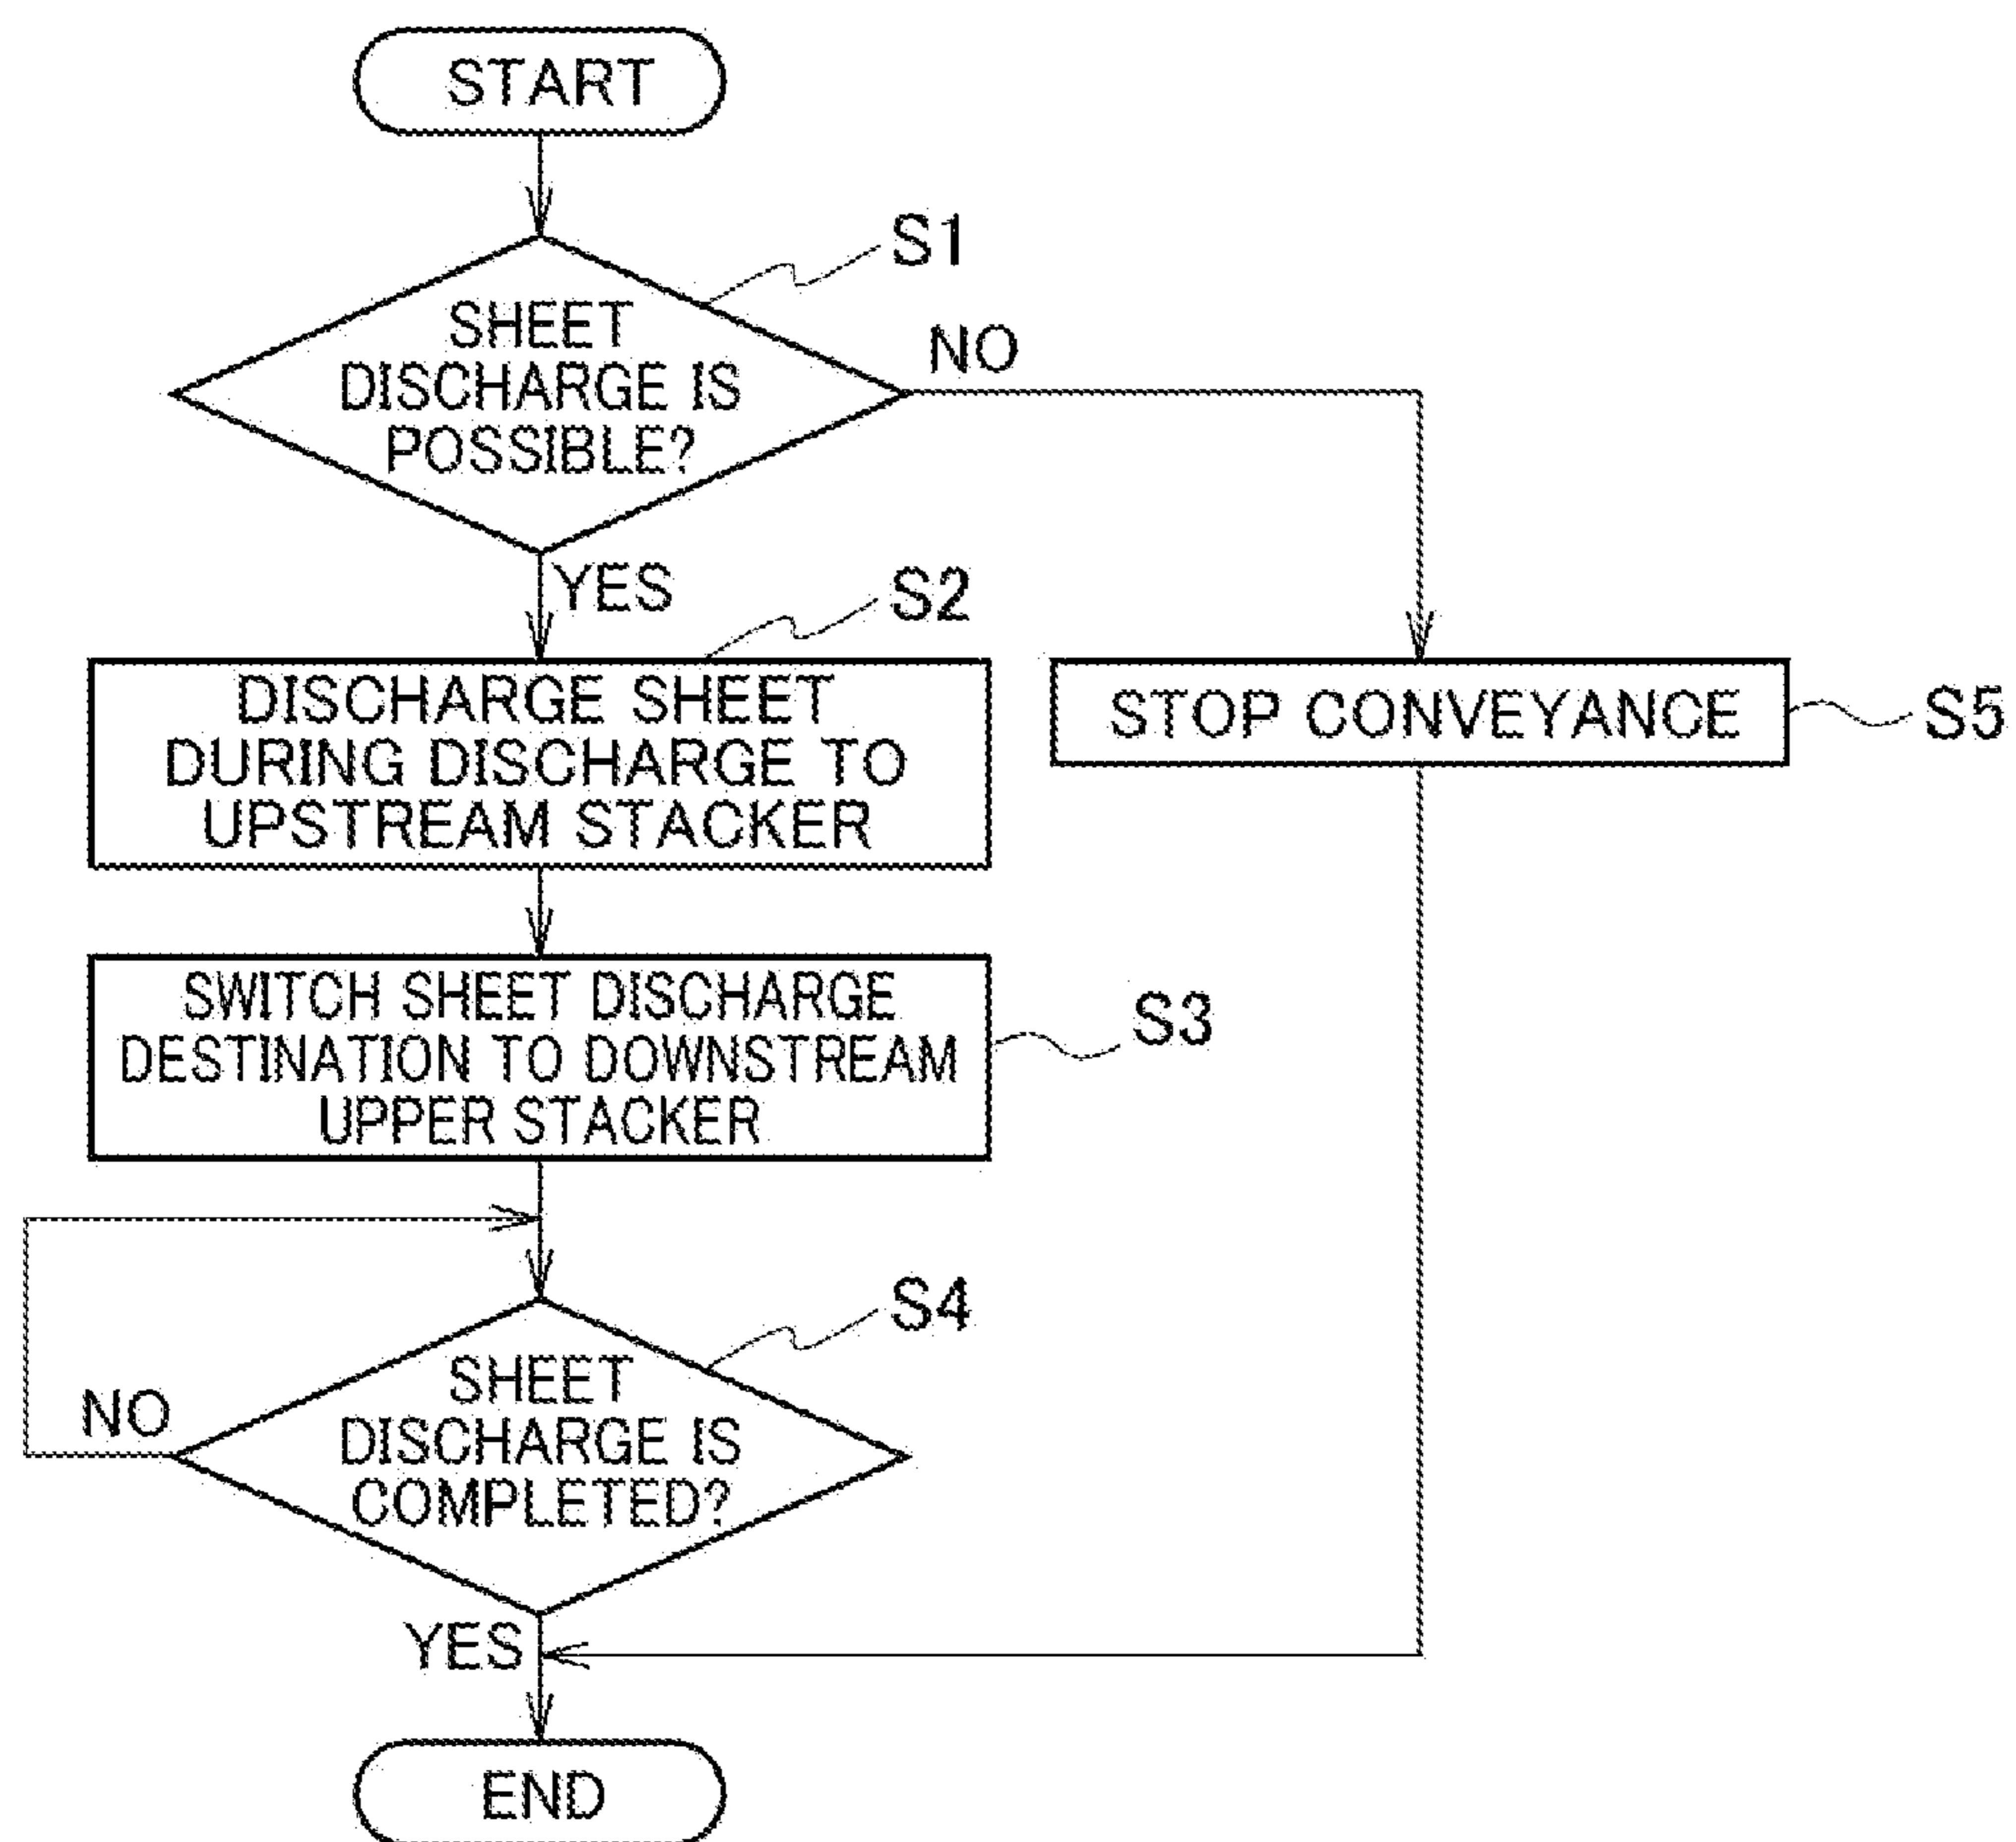 START
S1
SHEET
DISCHARGE IS
POSSIBLE?
NO
YES
S2
DISCHARGE SHEET
DURING DISCHARGE TO
UPSTREAM STACKER
STOP CONVEYANCE
S5
SWITCH SHEET DISCHARGE
DESTINATION TO DOWNSTREAM
UPPER STACKER
S3
S4
SHEET
DISCHARGE IS
COMPLETED?
NO
YES
END